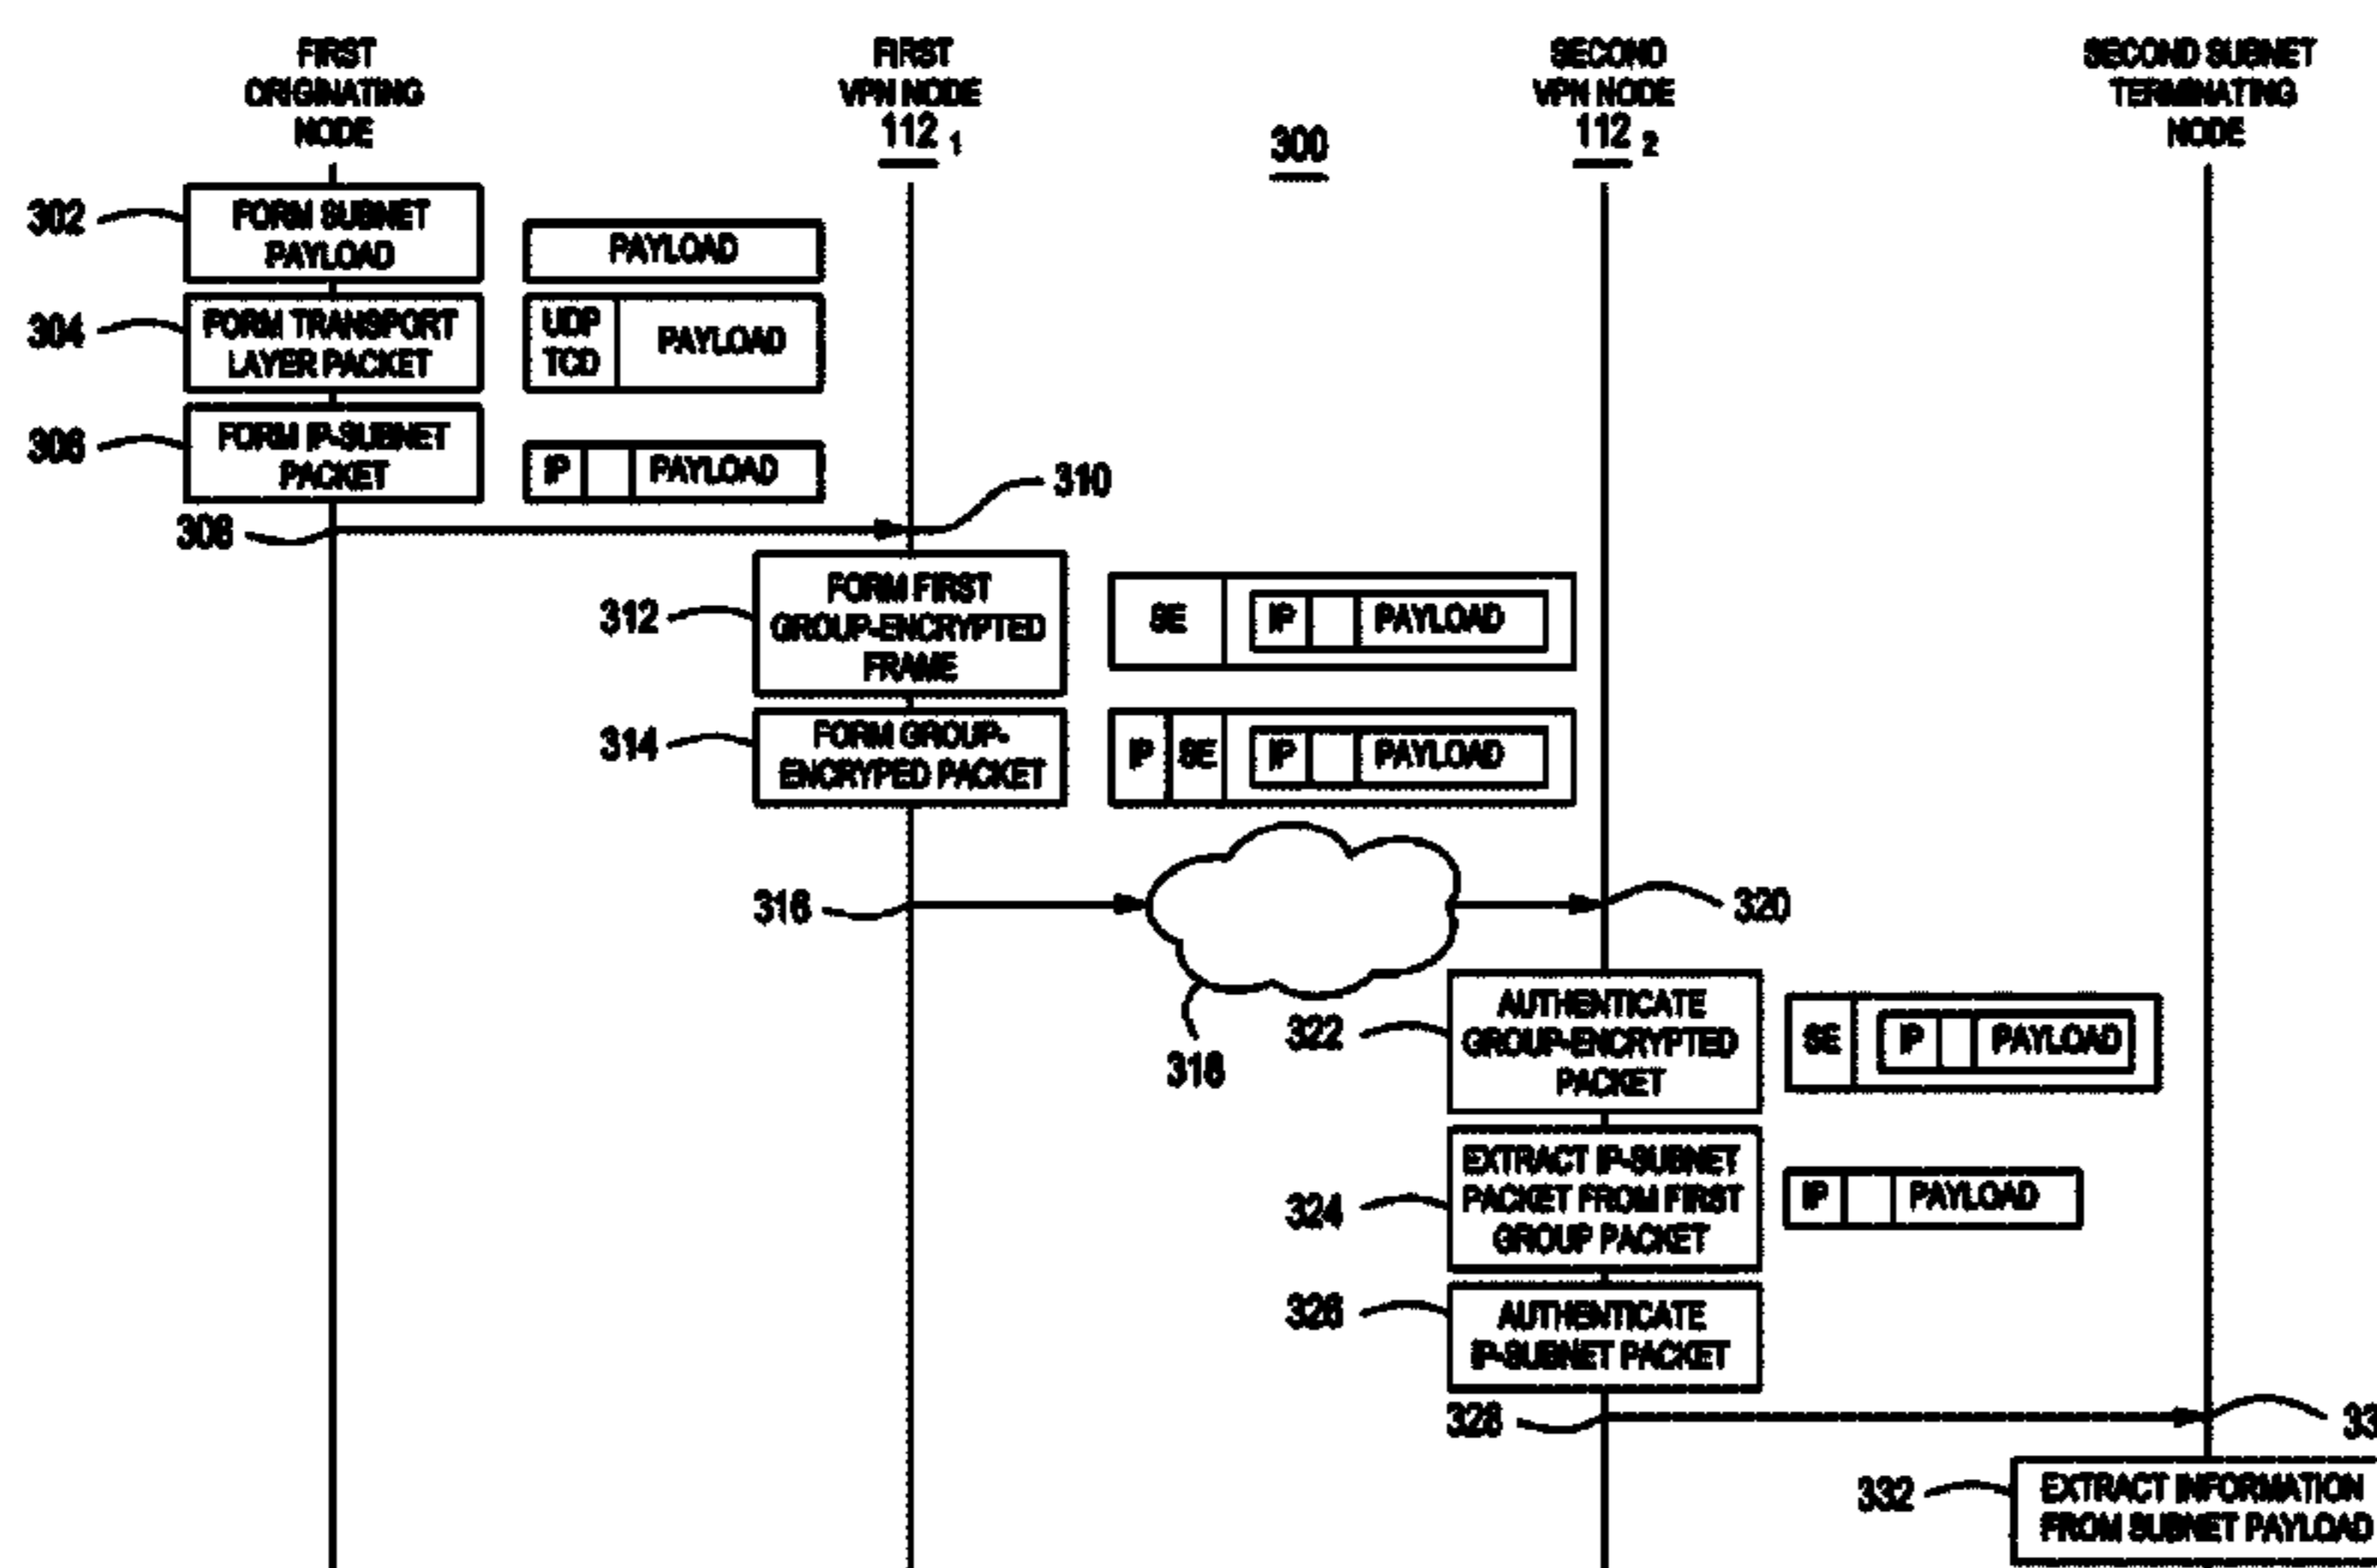 FIRST
ORIGINATING
NODE
FIRST
VPN NODE
112 1
300
SECOND
VPN NODE
112 2
SECOND SUBNET
TERMINATING
NODE
302
FORM SUBNET
PAYLOAD
PAYLOAD
304
FORM TRANSPORT
LAYER PACKET
UDP
TCD
PAYLOAD
306
FORM IP-SUBNET
PACKET
IP
PAYLOAD
308
310
312
FORM FIRST
GROUP-ENCRYPTED
FRAME
SE
IP
PAYLOAD
314
FORM GROUP-
ENCRYPED PACKET
IP
SE
IP
PAYLOAD
316
318
320
322
AUTHENTICATE
GROUP-ENCRYPTED
PACKET
SE
IP
PAYLOAD
324
EXTRACT IP-SUBNET
PACKET FROM FIRST
GROUP PACKET
IP
PAYLOAD
326
AUTHENTICATE
IP-SUBNET PACKET
328
332
EXTRACT INFORMATION
FROM SUBNET PAYLOAD